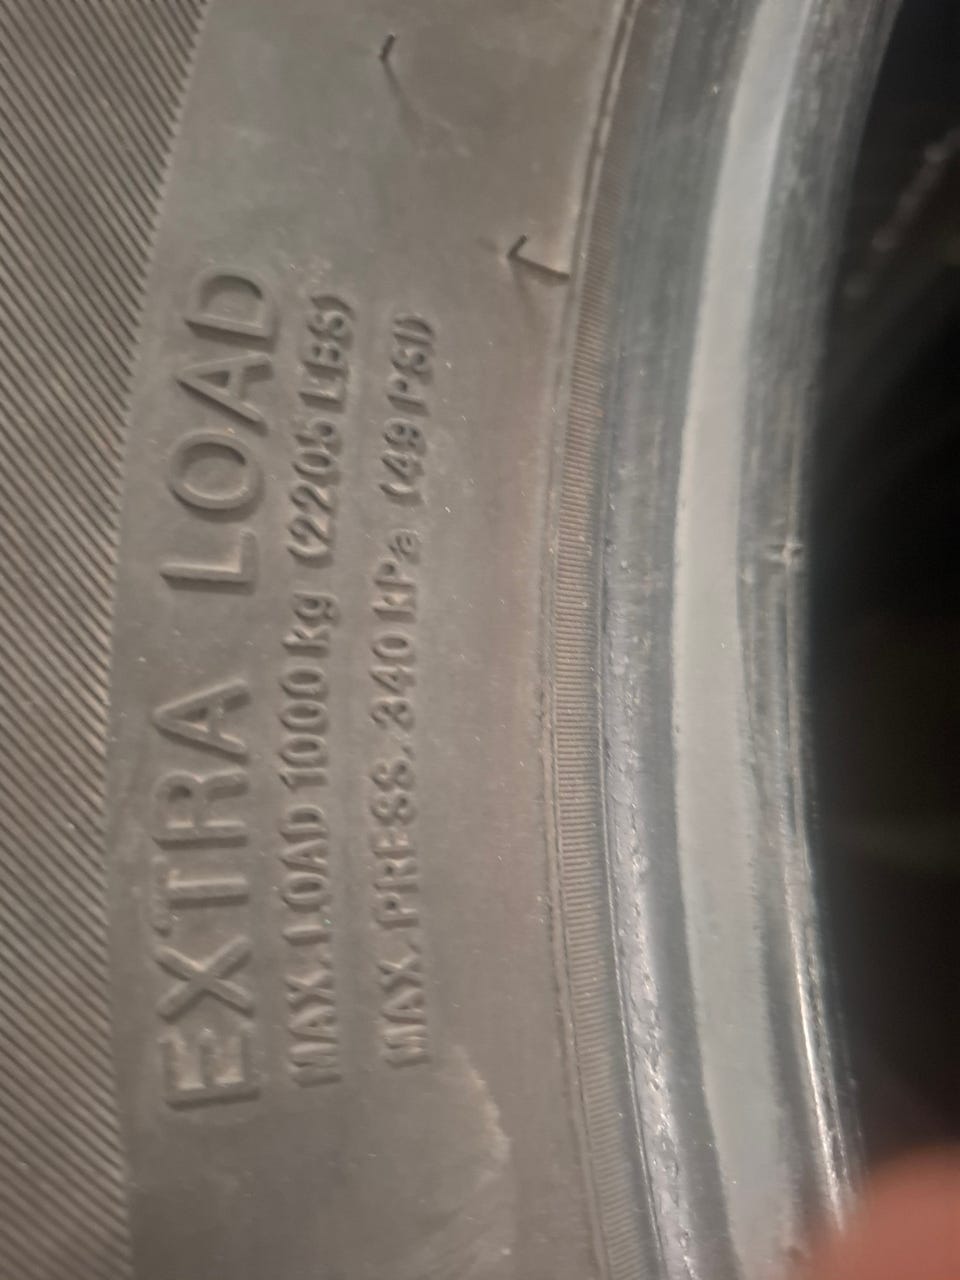 EXTRA LOAD
MAX. LOAD 1000 kg (2205 LBS)
MAX. PRESS. 340 kPa (49 PSI)